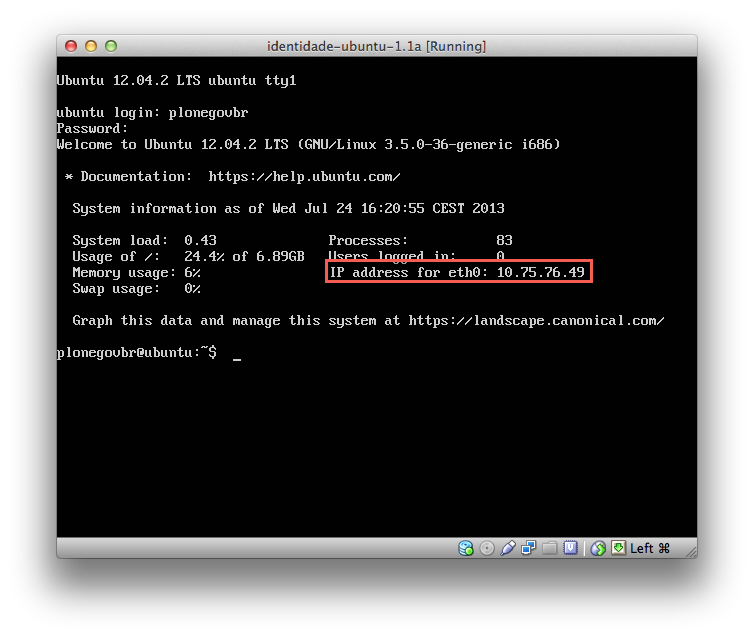 identidade-ubuntu-1.1a [Running]
Ubuntu 12.04.2 LTS ubuntu tty1
ubuntu login: plonegovbr
Password:
Welcome to Ubuntu 12.04.2 LTS (GNU/Linux 3.5.0-36-generic i686)
* Documentation:  https://help.ubuntu.com/
System information as of Wed Jul 24 16:20:55 CEST 2013
System load:  0.43 Processes: 83
Usage of /:   24.4% of 6.89GB Users logged in: 0
Memory usage: 6% IP address for eth0: 10.75.76.49
Swap usage:   0%
Graph this data and manage this system at https://landscape.canonical.com/
plonegovbr@ubuntu:~$ _
Left ⌘